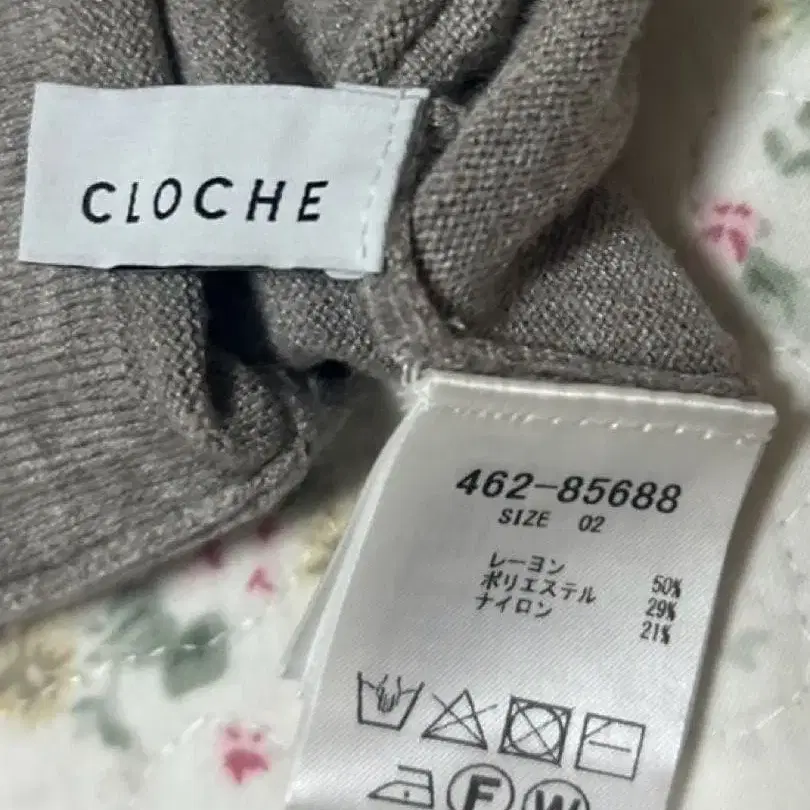 CLOCHE
462-85688
SIZE 02
レーヨン 50%
ポリエステル 29%
ナイロン 21%
F W